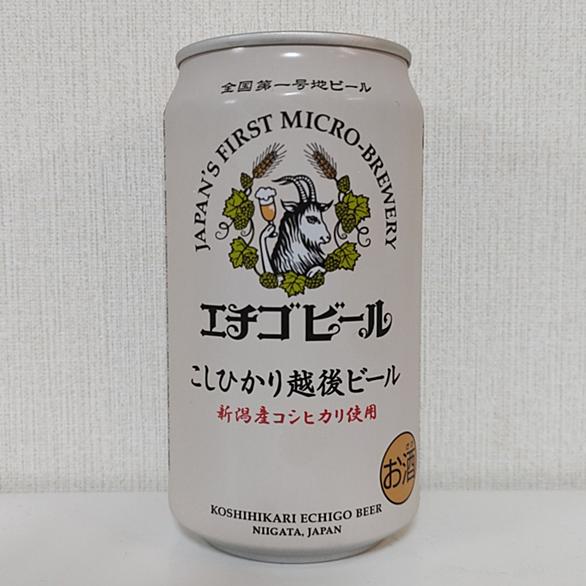 全国第一号地ビール
JAPAN'S FIRST MICRO-BREWERY
エチゴビール
こしひかり越後ビール
新潟産コシヒカリ使用
お酒
KOSHIHIKARI ECHIGO BEER
NIIGATA, JAPAN